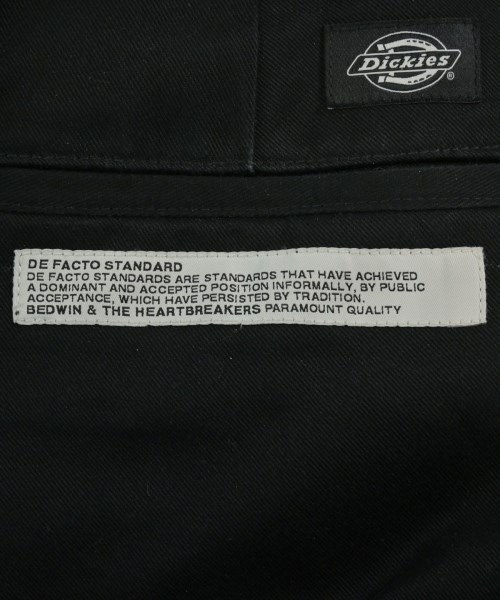 Dickies®
DE FACTO STANDARD
DE FACTO STANDARDS ARE STANDARDS THAT HAVE ACHIEVED
A DOMINANT AND ACCEPTED POSITION INFORMALLY, BY PUBLIC
ACCEPTANCE, WHICH HAVE PERSISTED BY TRADITION.
BEDWIN & THE HEARTBREAKERS PARAMOUNT QUALITY